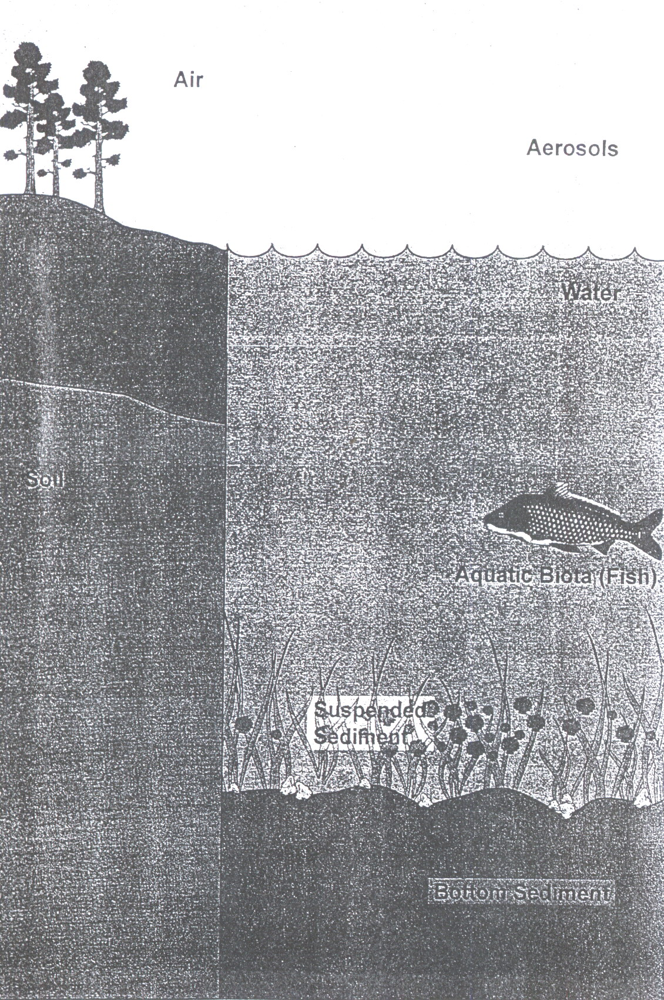 Air
Aerosols
Water
Soil
Aquatic Biota (Fish)
Suspended
Sediment
Bottom Sediment